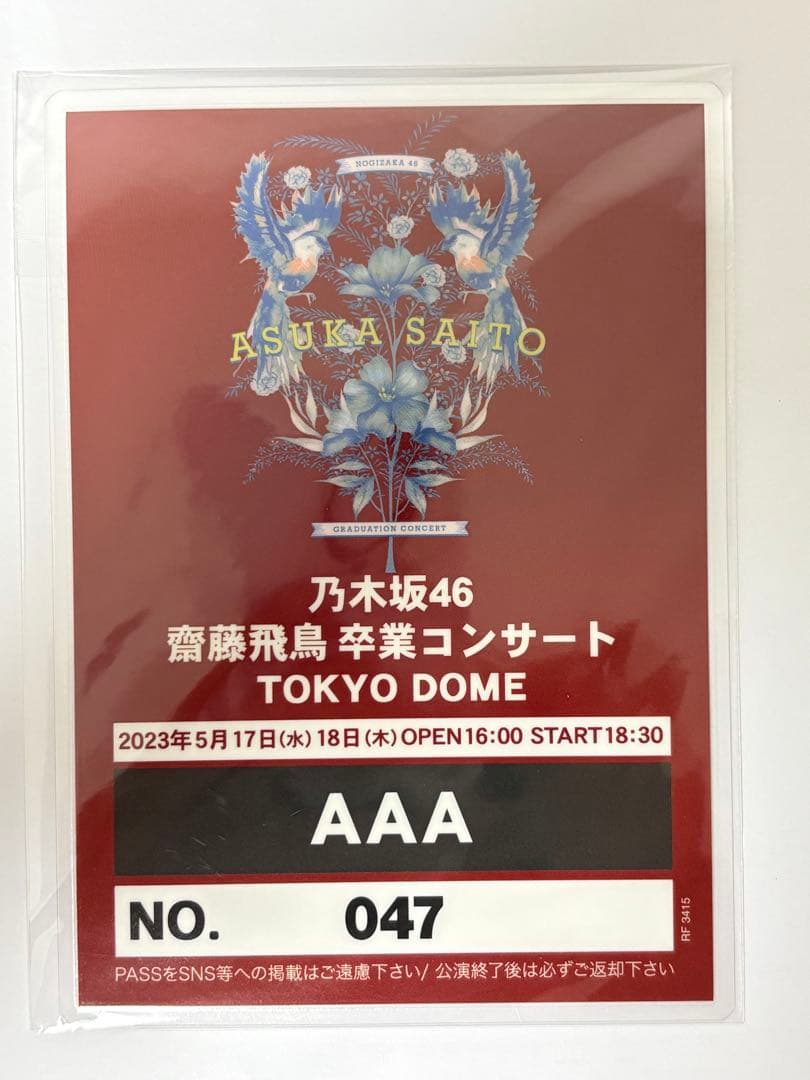 NOGIZAKA 46
ASUKA SAITO
GRADUATION CONCERT
乃木坂46
齋藤飛鳥 卒業コンサート
TOKYO DOME
2023年5月17日(水)18日(木)OPEN16:00 START18:30
AAA
NO. 047
RF 3415
PASSをSNS等への掲載はご遠慮下さい/ 公演終了後は必ずご返却下さい